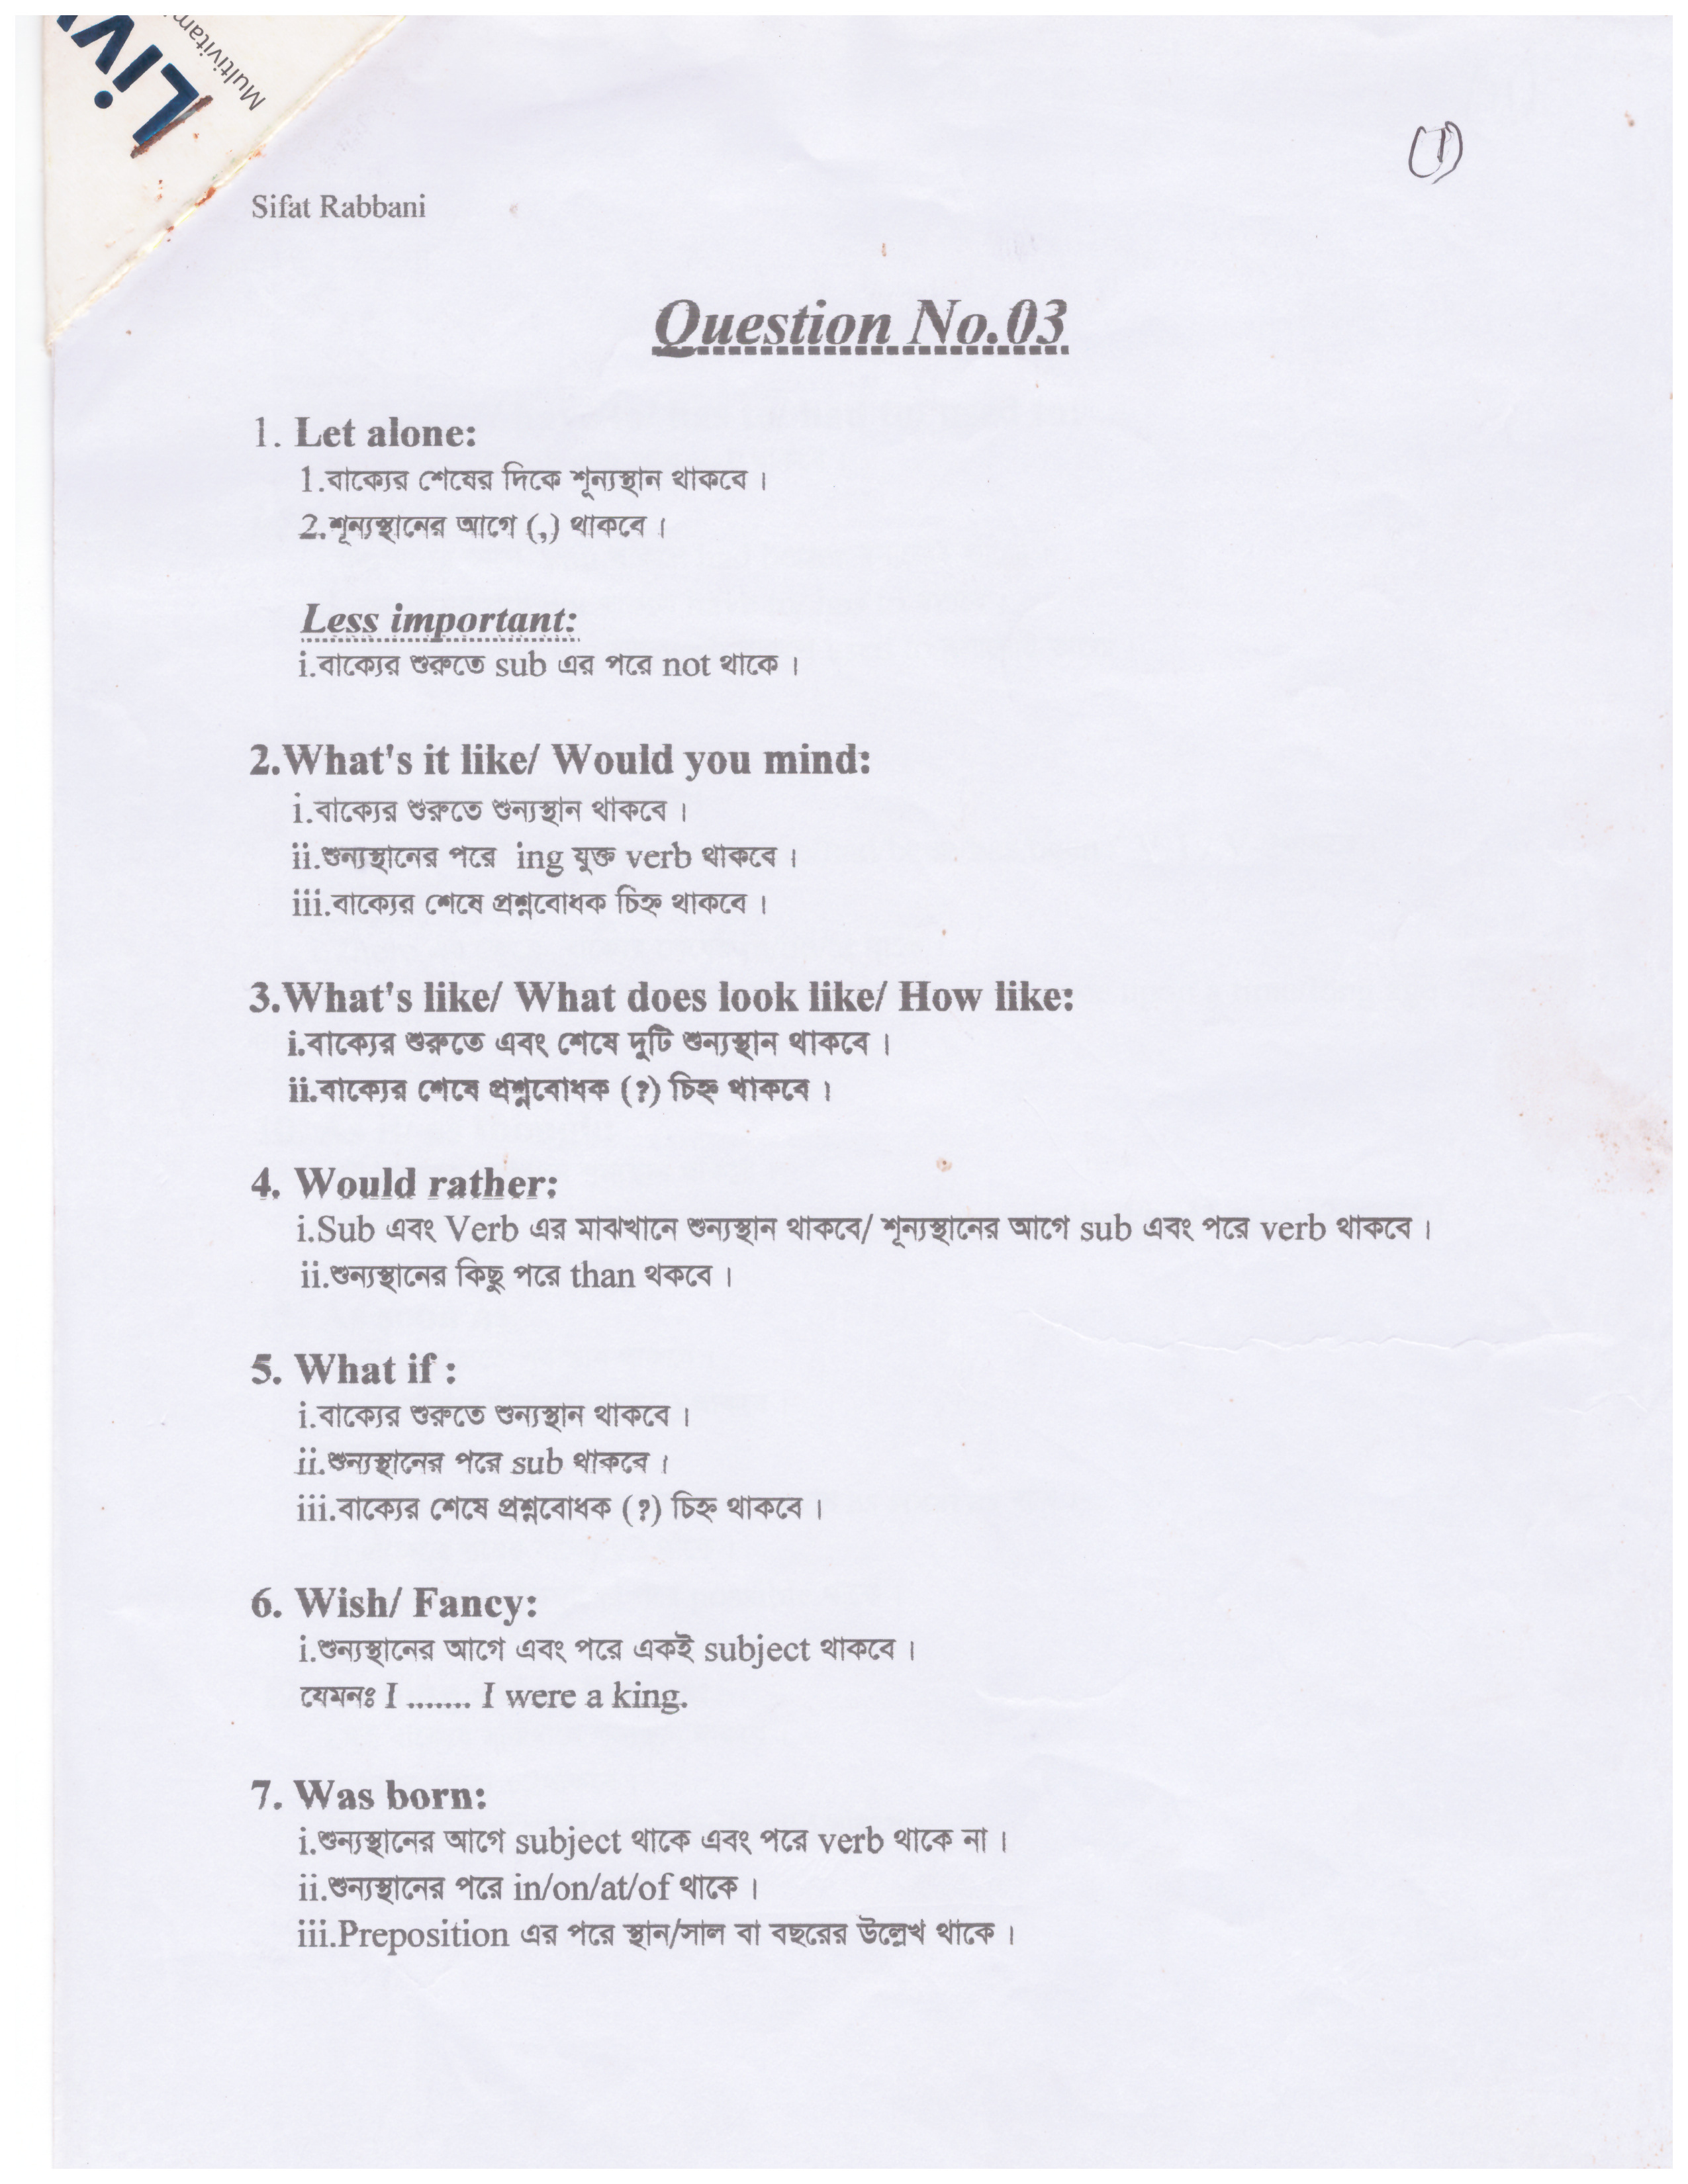 Multivitami
Liv
(1)
Sifat Rabbani
Question No.03
1. Let alone:
1.বাক্যের শেষের দিকে শূন্যস্থান থাকবে ।
2.শূন্যস্থানের আগে (,) থাকবে ।
Less important:
i.বাক্যের শুরুতে sub এর পরে not থাকে ।
2.What's it like/ Would you mind:
i.বাক্যের শুরুতে শুন্যস্থান থাকবে ।
ii.শুন্যস্থানের পরে ing যুক্ত verb থাকবে ।
iii.বাক্যের শেষে প্রশ্নবোধক চিহ্ন থাকবে ।
3.What's like/ What does look like/ How like:
i.বাক্যের শুরুতে এবং শেষে দুটি শুন্যস্থান থাকবে ।
ii.বাক্যের শেষে প্রশ্নবোধক (?) চিহ্ন থাকবে ।
4. Would rather:
i.Sub এবং Verb এর মাঝখানে শুন্যস্থান থাকবে/ শূন্যস্থানের আগে sub এবং পরে verb থাকবে ।
ii.শুন্যস্থানের কিছু পরে than থকবে ।
5. What if :
i.বাক্যের শুরুতে শুন্যস্থান থাকবে ।
ii.শুন্যস্থানের পরে sub থাকবে ।
iii.বাক্যের শেষে প্রশ্নবোধক (?) চিহ্ন থাকবে ।
6. Wish/ Fancy:
i.শুন্যস্থানের আগে এবং পরে একই subject থাকবে ।
যেমনঃ I ....... I were a king.
7. Was born:
i.শুন্যস্থানের আগে subject থাকে এবং পরে verb থাকে না ।
ii.শুন্যস্থানের পরে in/on/at/of থাকে ।
iii.Preposition এর পরে স্থান/সাল বা বছরের উল্লেখ থাকে ।